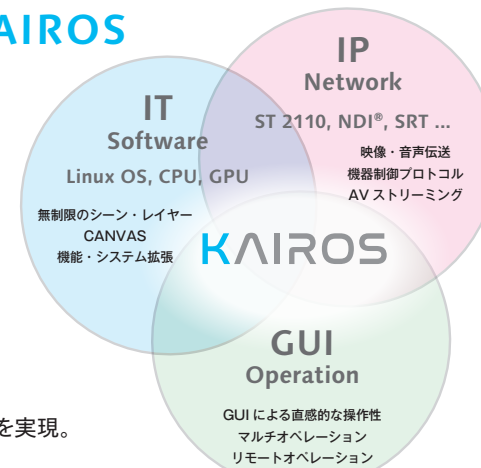 AIROS
IP
Network
ST 2110, NDI®, SRT ...
映像・音声伝送
機器制御プロトコル
AV ストリーミング
IT
Software
Linux OS, CPU, GPU
無制限のシーン・レイヤー
CANVAS
機能・システム拡張
KAIROS
GUI
Operation
GUI による直感的な操作性
マルチオペレーション
リモートオペレーション
を実現。